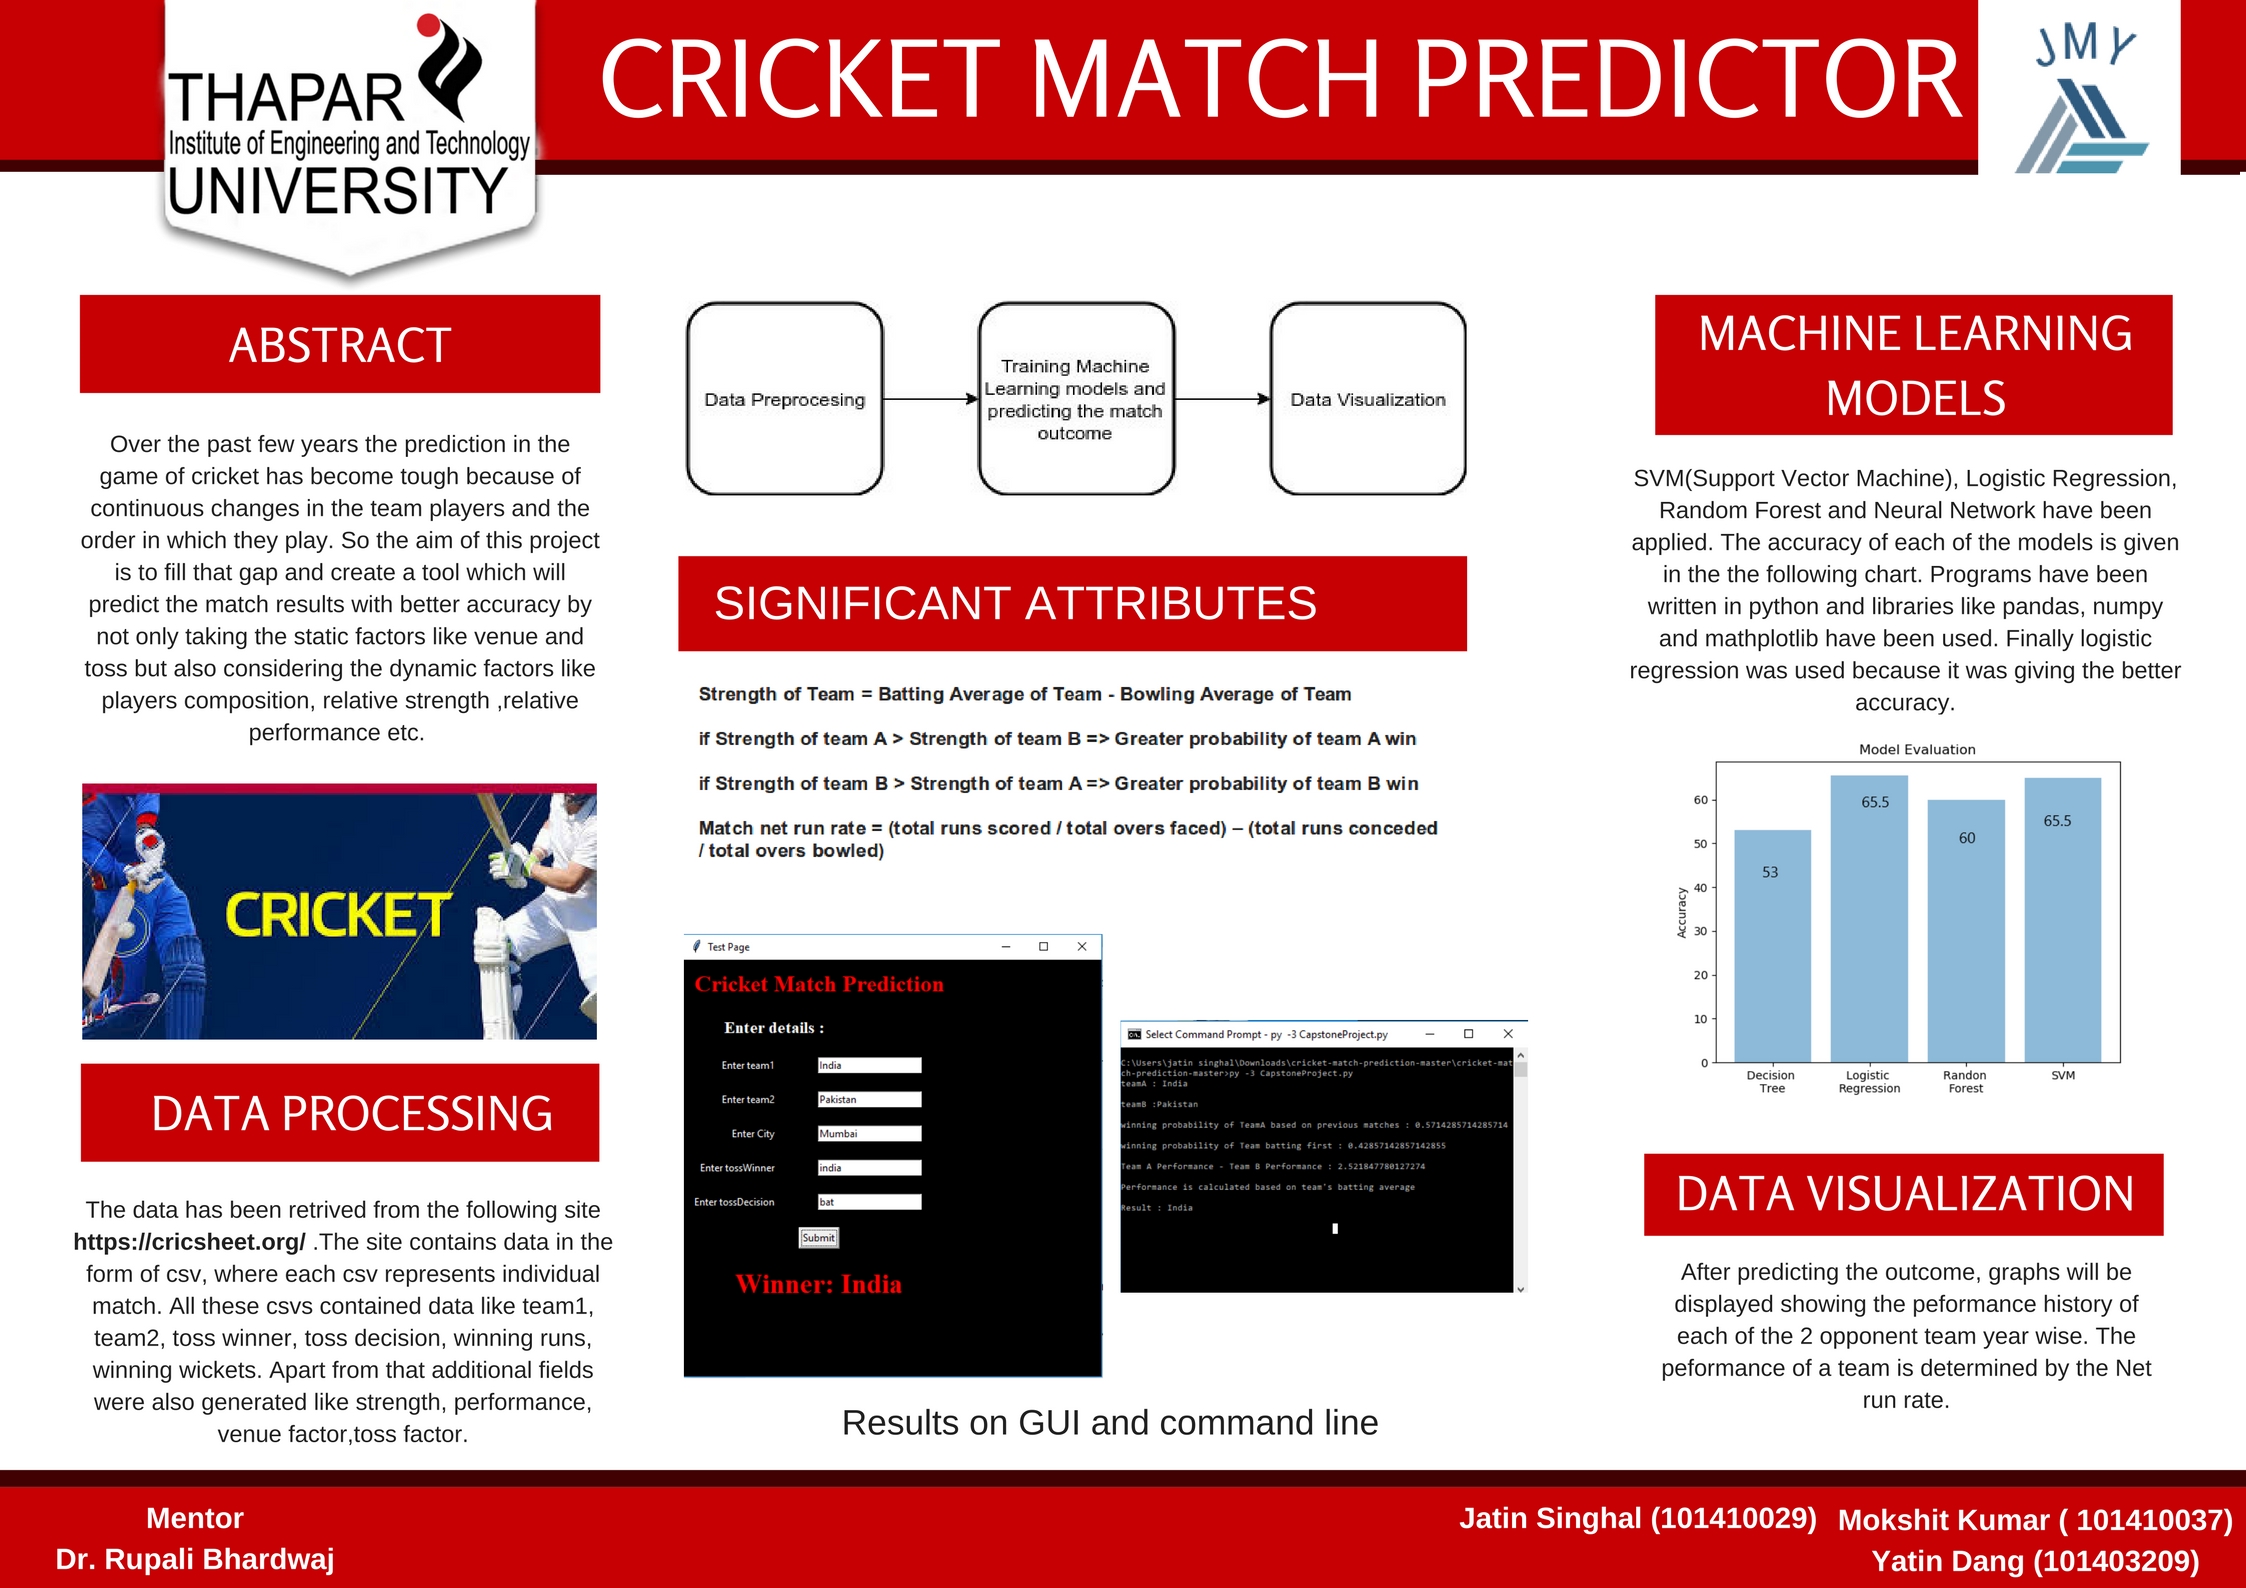 THAPAR
Institute of Engineering and Technology
UNIVERSITY
CRICKET MATCH PREDICTOR
JMY
ABSTRACT
Over the past few years the prediction in the
game of cricket has become tough because of
continuous changes in the team players and the
order in which they play. So the aim of this project
is to fill that gap and create a tool which will
predict the match results with better accuracy by
not only taking the static factors like venue and
toss but also considering the dynamic factors like
players composition, relative strength ,relative
performance etc.
CRICKET
DATA PROCESSING
The data has been retrived from the following site
https://cricsheet.org/ .The site contains data in the
form of csv, where each csv represents individual
match. All these csvs contained data like team1,
team2, toss winner, toss decision, winning runs,
winning wickets. Apart from that additional fields
were also generated like strength, performance,
venue factor,toss factor.
Data Preprocesing
Training Machine
Learning models and
predicting the match
outcome
Data Visualization
SIGNIFICANT ATTRIBUTES
Strength of Team = Batting Average of Team - Bowling Average of Team
if Strength of team A > Strength of team B => Greater probability of team A win
if Strength of team B > Strength of team A => Greater probability of team B win
Match net run rate = (total runs scored / total overs faced) – (total runs conceded
/ total overs bowled)
Test Page
Cricket Match Prediction
Enter details :
Enter team1 India
Enter team2 Pakistan
Enter City Mumbai
Enter tossWinner india
Enter tossDecision bat
Submit
Winner: India
Select Command Prompt - py -3 CapstoneProject.py
C:\Users\jatin singhal\Downloads\cricket-match-prediction-master\cricket-mat
ch-prediction-master>py -3 CapstoneProject.py
teamA : India
teamB :Pakistan
winning probability of TeamA based on previous matches : 0.5714285714285714
winning probability of Team batting first : 0.42857142857142855
Team A Performance - Team B Performance : 2.521847780127274
Performance is calculated based on team's batting average
Result : India
Results on GUI and command line
MACHINE LEARNING
MODELS
SVM(Support Vector Machine), Logistic Regression,
Random Forest and Neural Network have been
applied. The accuracy of each of the models is given
in the the following chart. Programs have been
written in python and libraries like pandas, numpy
and mathplotlib have been used. Finally logistic
regression was used because it was giving the better
accuracy.
Model Evaluation
Accuracy
60
50
40
30
20
10
0
53
65.5
60
65.5
Decision
Tree
Logistic
Regression
Randon
Forest
SVM
DATA VISUALIZATION
After predicting the outcome, graphs will be
displayed showing the peformance history of
each of the 2 opponent team year wise. The
peformance of a team is determined by the Net
run rate.
Mentor
Dr. Rupali Bhardwaj
Jatin Singhal (101410029) Mokshit Kumar ( 101410037)
Yatin Dang (101403209)